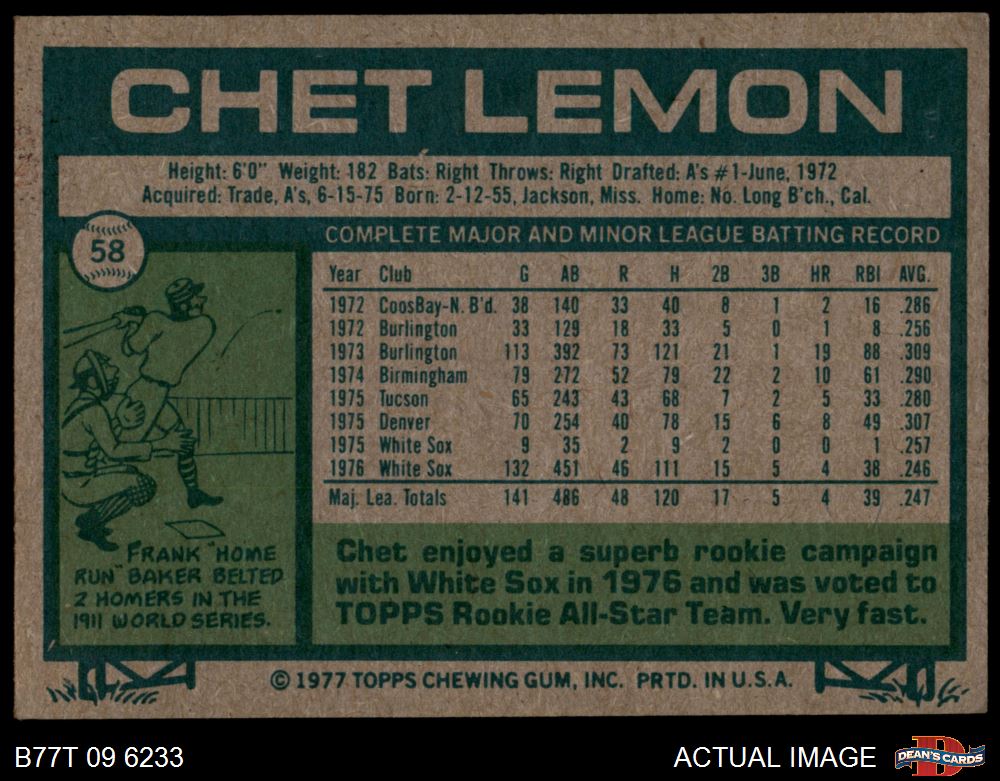 CHET LEMON
Height: 6'0" Weight: 182 Bats: Right Throws: Right Drafted: A's #1-June, 1972
Acquired: Trade, A's, 6-15-75 Born: 2-12-55, Jackson, Miss. Home: No. Long B'ch., Cal.
58
COMPLETE MAJOR AND MINOR LEAGUE BATTING RECORD
Year Club G AB R H 2B 3B HR RBI AVG.
1972 CoosBay-N. B'd. 38 140 33 40 8 1 2 16 .286
1972 Burlington 33 129 18 33 5 0 1 8 .256
1973 Burlington 113 392 73 121 21 1 19 88 .309
1974 Birmingham 79 272 52 79 22 2 10 61 .290
1975 Tucson 65 243 43 68 7 2 5 33 .280
1975 Denver 70 254 40 78 15 6 8 49 .307
1975 White Sox 9 35 2 9 2 0 0 1 .257
1976 White Sox 132 451 46 111 15 5 4 38 .246
Maj. Lea. Totals 141 486 48 120 17 5 4 39 .247
FRANK "HOME
RUN" BAKER BELTED
2 HOMERS IN THE
1911 WORLD SERIES.
Chet enjoyed a superb rookie campaign
with White Sox in 1976 and was voted to
TOPPS Rookie All-Star Team. Very fast.
© 1977 TOPPS CHEWING GUM, INC. PRTD. IN U.S.A.
B77T 09 6233
ACTUAL IMAGE
D
DEAN'S CARDS